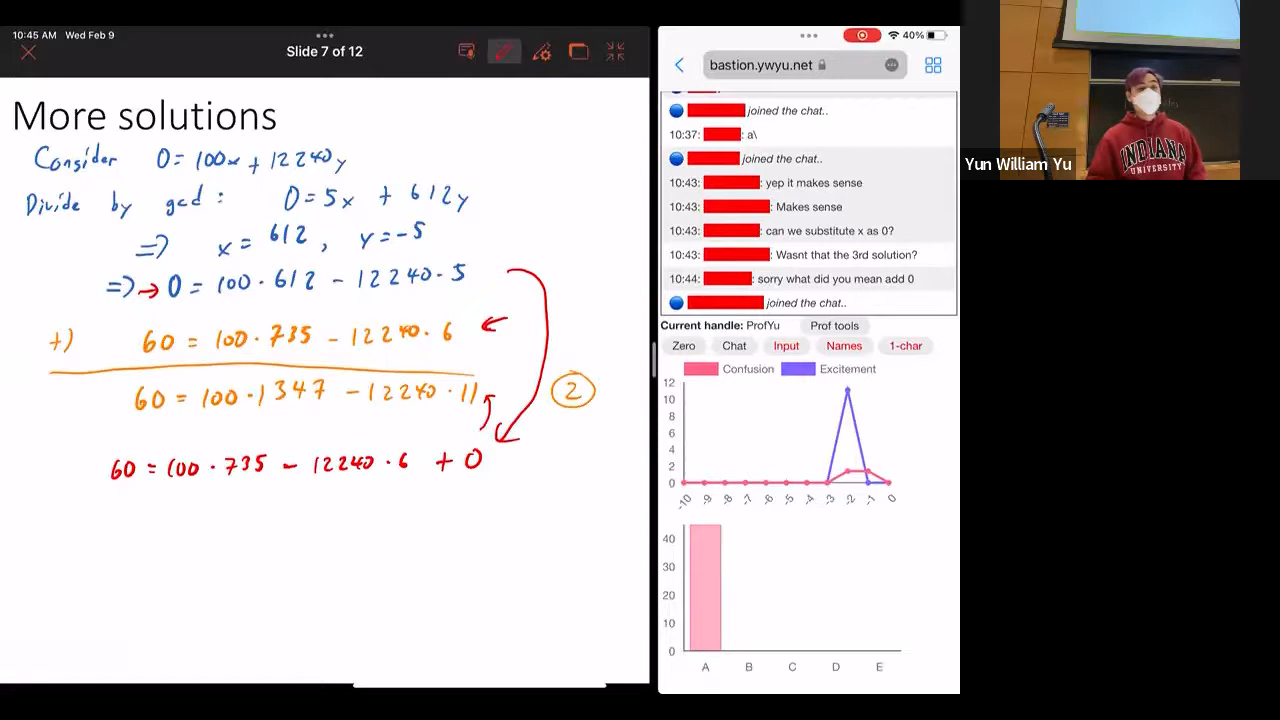 10:45 AM Wed Feb 9
Slide 7 of 12
More solutions
Consider 0 = 100x + 12240y
Divide by gcd : 0 = 5x + 612y
⇒ x = 612 , y = -5
⇒ → 0 = 100 · 612 - 12240 · 5
+) 60 = 100 · 735 - 12240 · 6
60 = 100 · 1347 - 12240 · 11
2
60 = 100 · 735 - 12240 · 6 + 0
40%
bastion.ywyu.net
joined the chat..
10:37: : a\
joined the chat..
10:43: : yep it makes sense
10:43: : Makes sense
10:43: : can we substitute x as 0?
10:43: : Wasnt that the 3rd solution?
10:44: : sorry what did you mean add 0
joined the chat..
Current handle: ProfYu Prof tools
Zero Chat Input Names 1-char
Confusion Excitement
12
10
8
6
4
2
0
-10 -9 -8 -7 -6 -5 -4 -3 -2 -1 0
40
30
20
10
0
A B C D E
INDIANA
UNIVERSITY
Yun William Yu